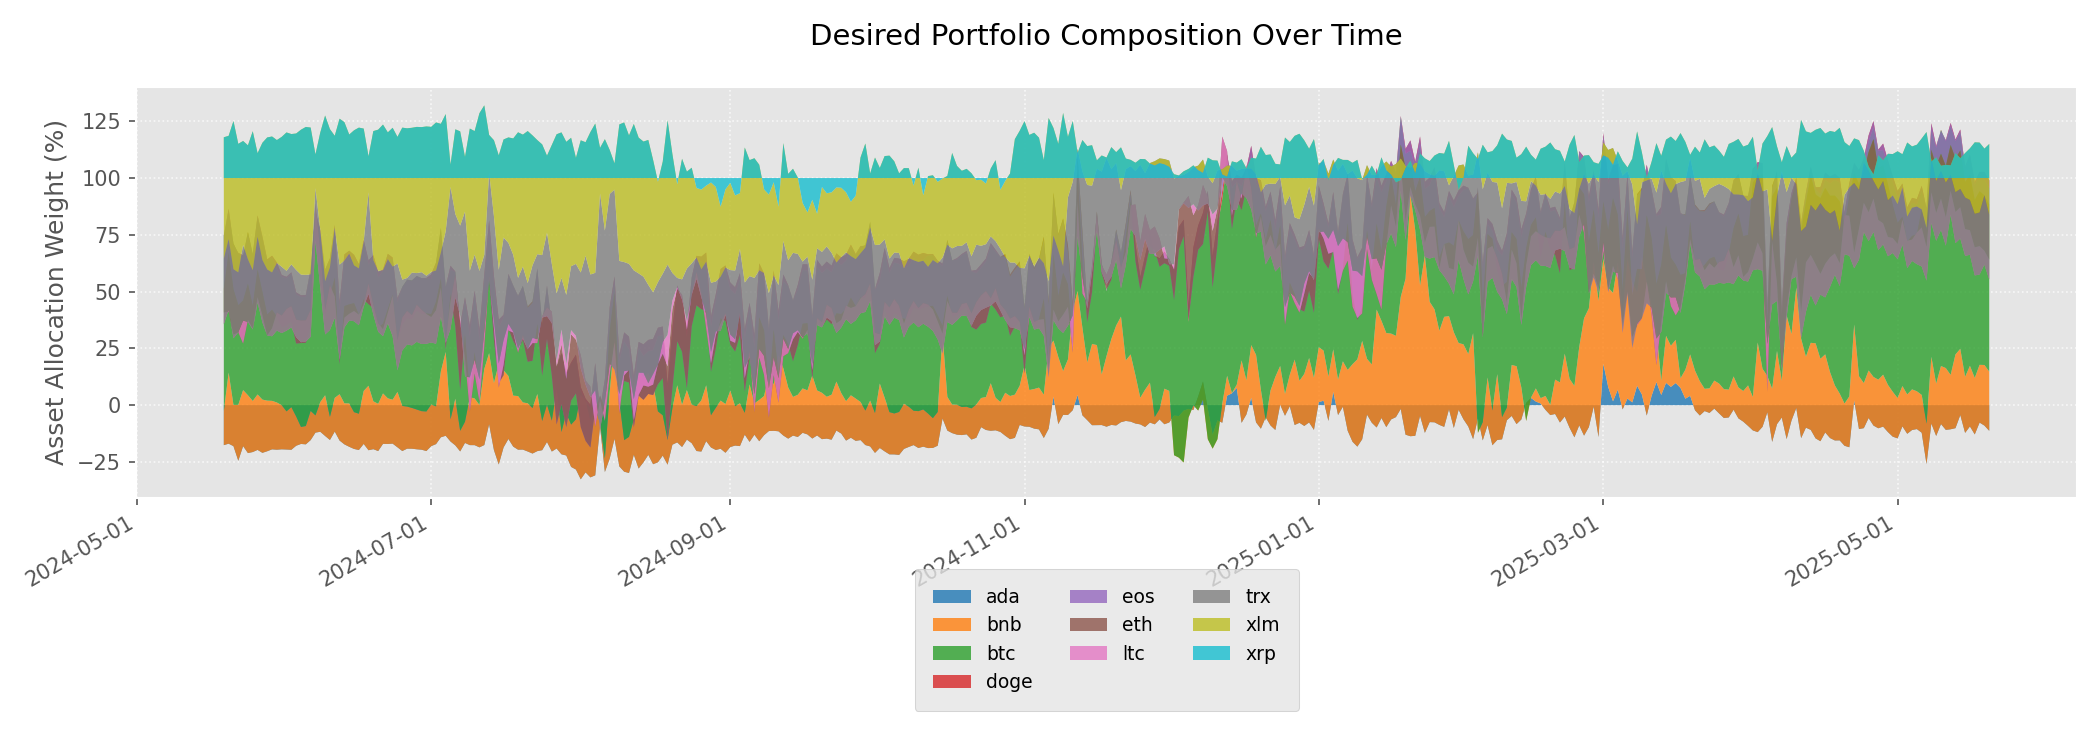 Desired Portfolio Composition Over Time
Asset Allocation Weight (%)
125
100
75
50
25
0
−25
2024-05-01
2024-07-01
2024-09-01
2024-11-01
2025-01-01
2025-03-01
2025-05-01
ada
bnb
btc
doge
eos
eth
ltc
trx
xlm
xrp